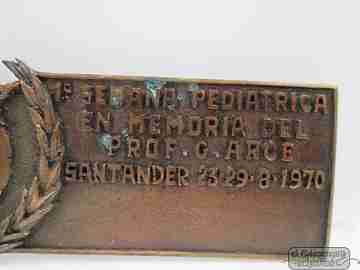 1ª SEMANA PEDIATRICA
EN MEMORIA DEL
PROF. G. ARCE
SANTANDER 23-29-8-1970